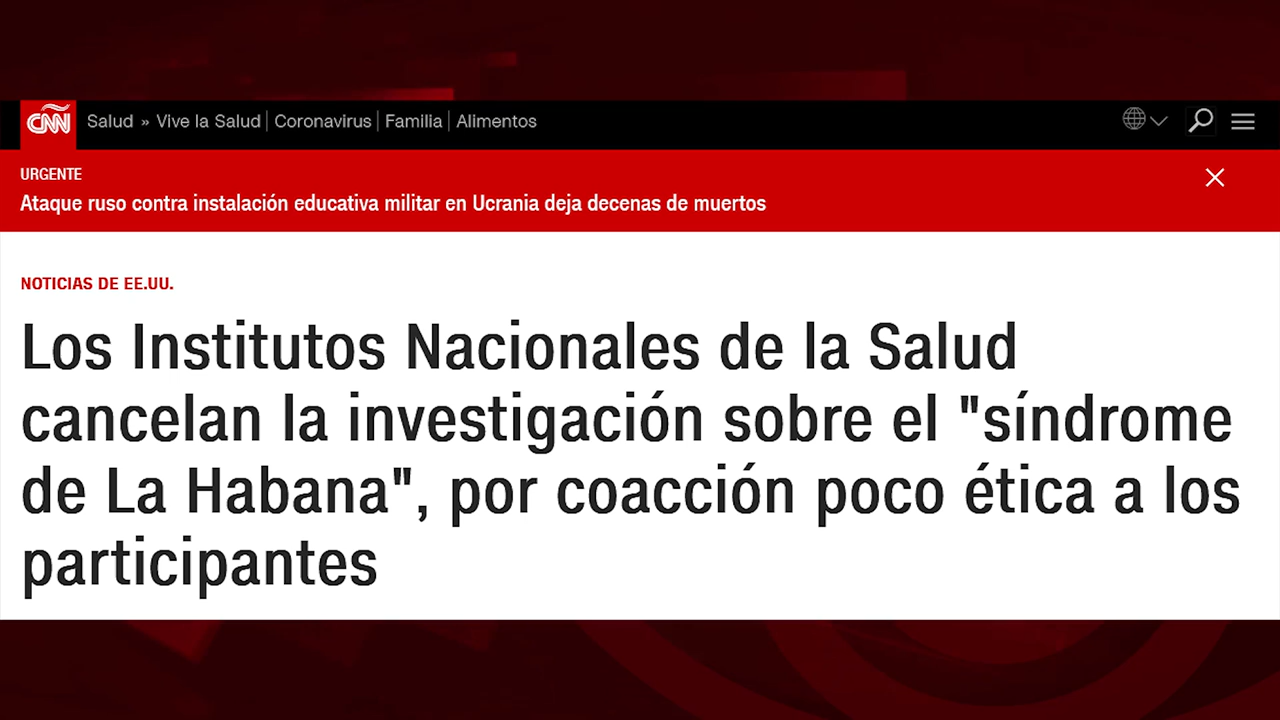 CNN Salud » Vive la Salud | Coronavirus | Familia | Alimentos
URGENTE
Ataque ruso contra instalación educativa militar en Ucrania deja decenas de muertos
NOTICIAS DE EE.UU.
Los Institutos Nacionales de la Salud
cancelan la investigación sobre el "síndrome
de La Habana", por coacción poco ética a los
participantes